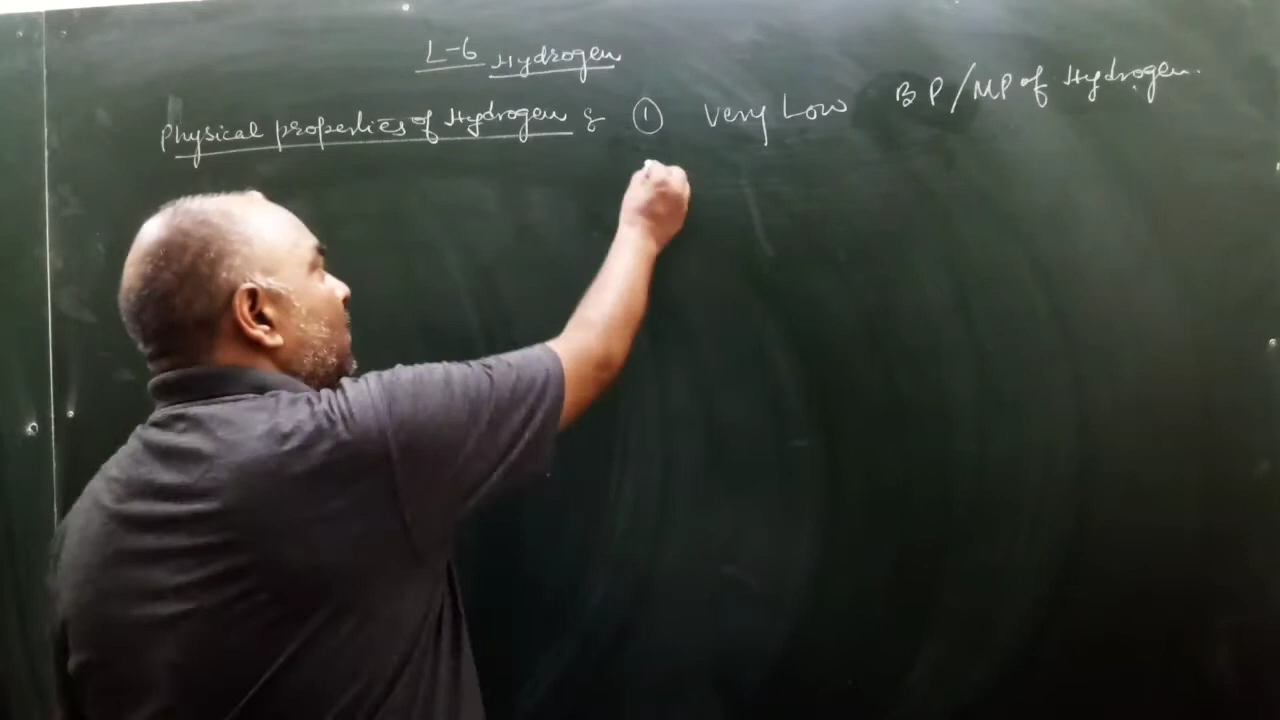 L-6 Hydrogen
Physical properties of Hydrogen : ① Very Low BP/MP of Hydrogen.